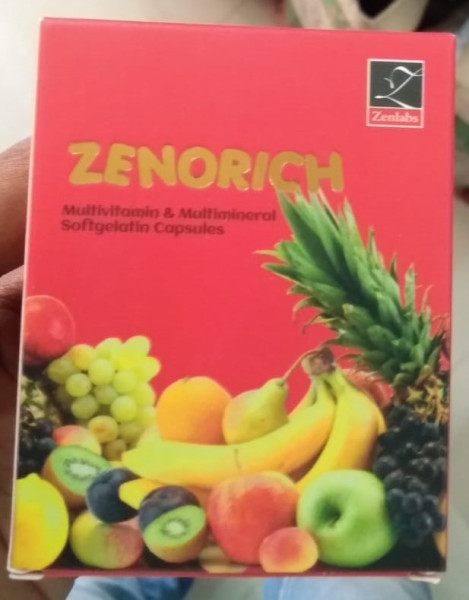 Zenlabs
ZENORICH
Multivitamin & Multimineral
Softgelatin Capsules